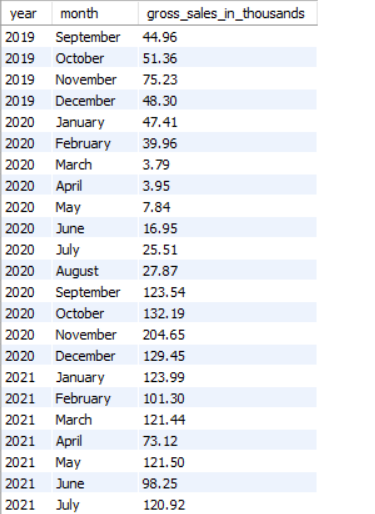 year month gross_sales_in_thousands
2019 September 44.96
2019 October 51.36
2019 November 75.23
2019 December 48.30
2020 January 47.41
2020 February 39.96
2020 March 3.79
2020 April 3.95
2020 May 7.84
2020 June 16.95
2020 July 25.51
2020 August 27.87
2020 September 123.54
2020 October 132.19
2020 November 204.65
2020 December 129.45
2021 January 123.99
2021 February 101.30
2021 March 121.44
2021 April 73.12
2021 May 121.50
2021 June 98.25
2021 July 120.92